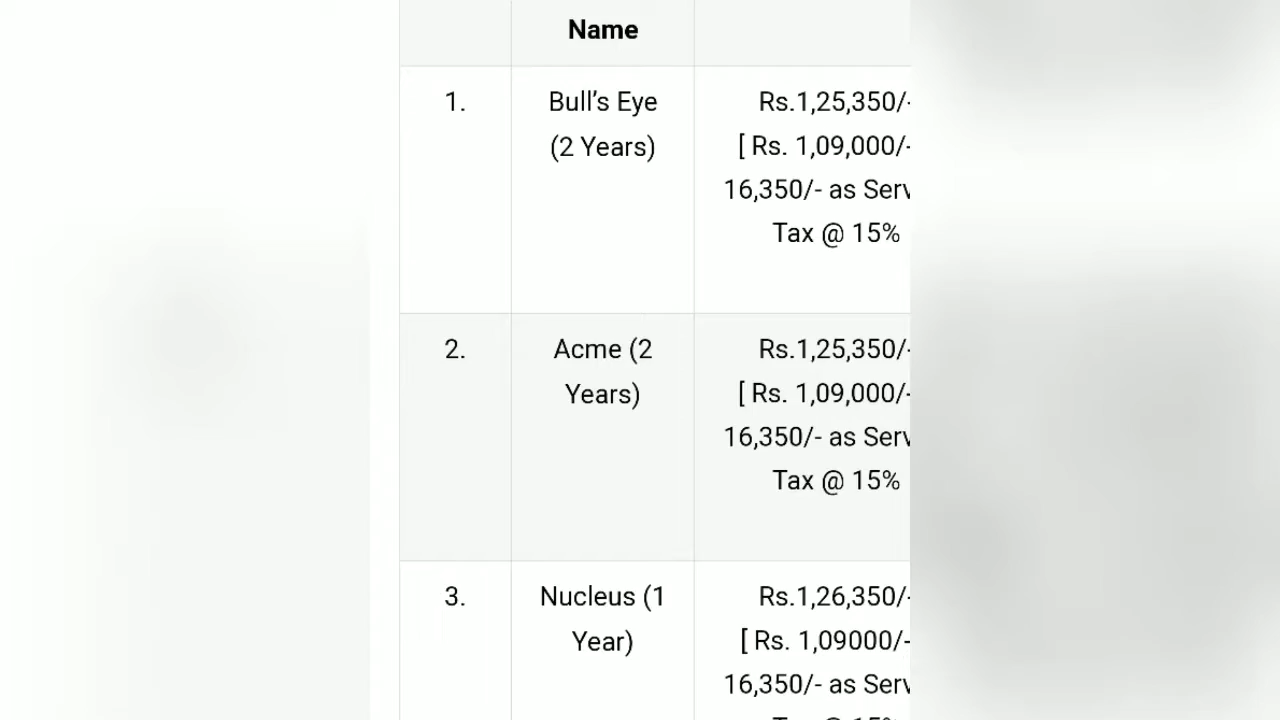 Name
1.
Bull's Eye
(2 Years)
Rs.1,25,350/-
[ Rs. 1,09,000/-
16,350/- as Serv
Tax @ 15%
2.
Acme (2
Years)
Rs.1,25,350/-
[ Rs. 1,09,000/-
16,350/- as Serv
Tax @ 15%
3.
Nucleus (1
Year)
Rs.1,26,350/-
[ Rs. 1,09000/-
16,350/- as Serv